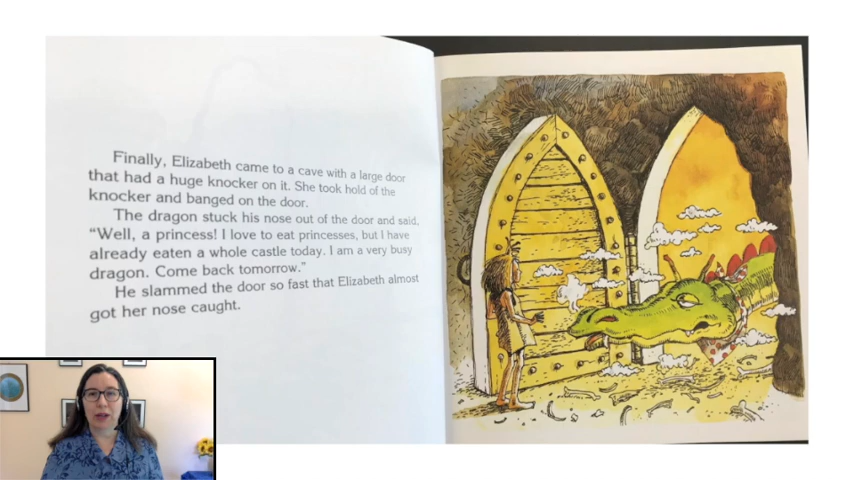 Finally, Elizabeth came to a cave with a large door
that had a huge knocker on it. She took hold of the
knocker and banged on the door.
The dragon stuck his nose out of the door and said,
“Well, a princess! I love to eat princesses, but I have
already eaten a whole castle today. I am a very busy
dragon. Come back tomorrow.”
He slammed the door so fast that Elizabeth almost
got her nose caught.